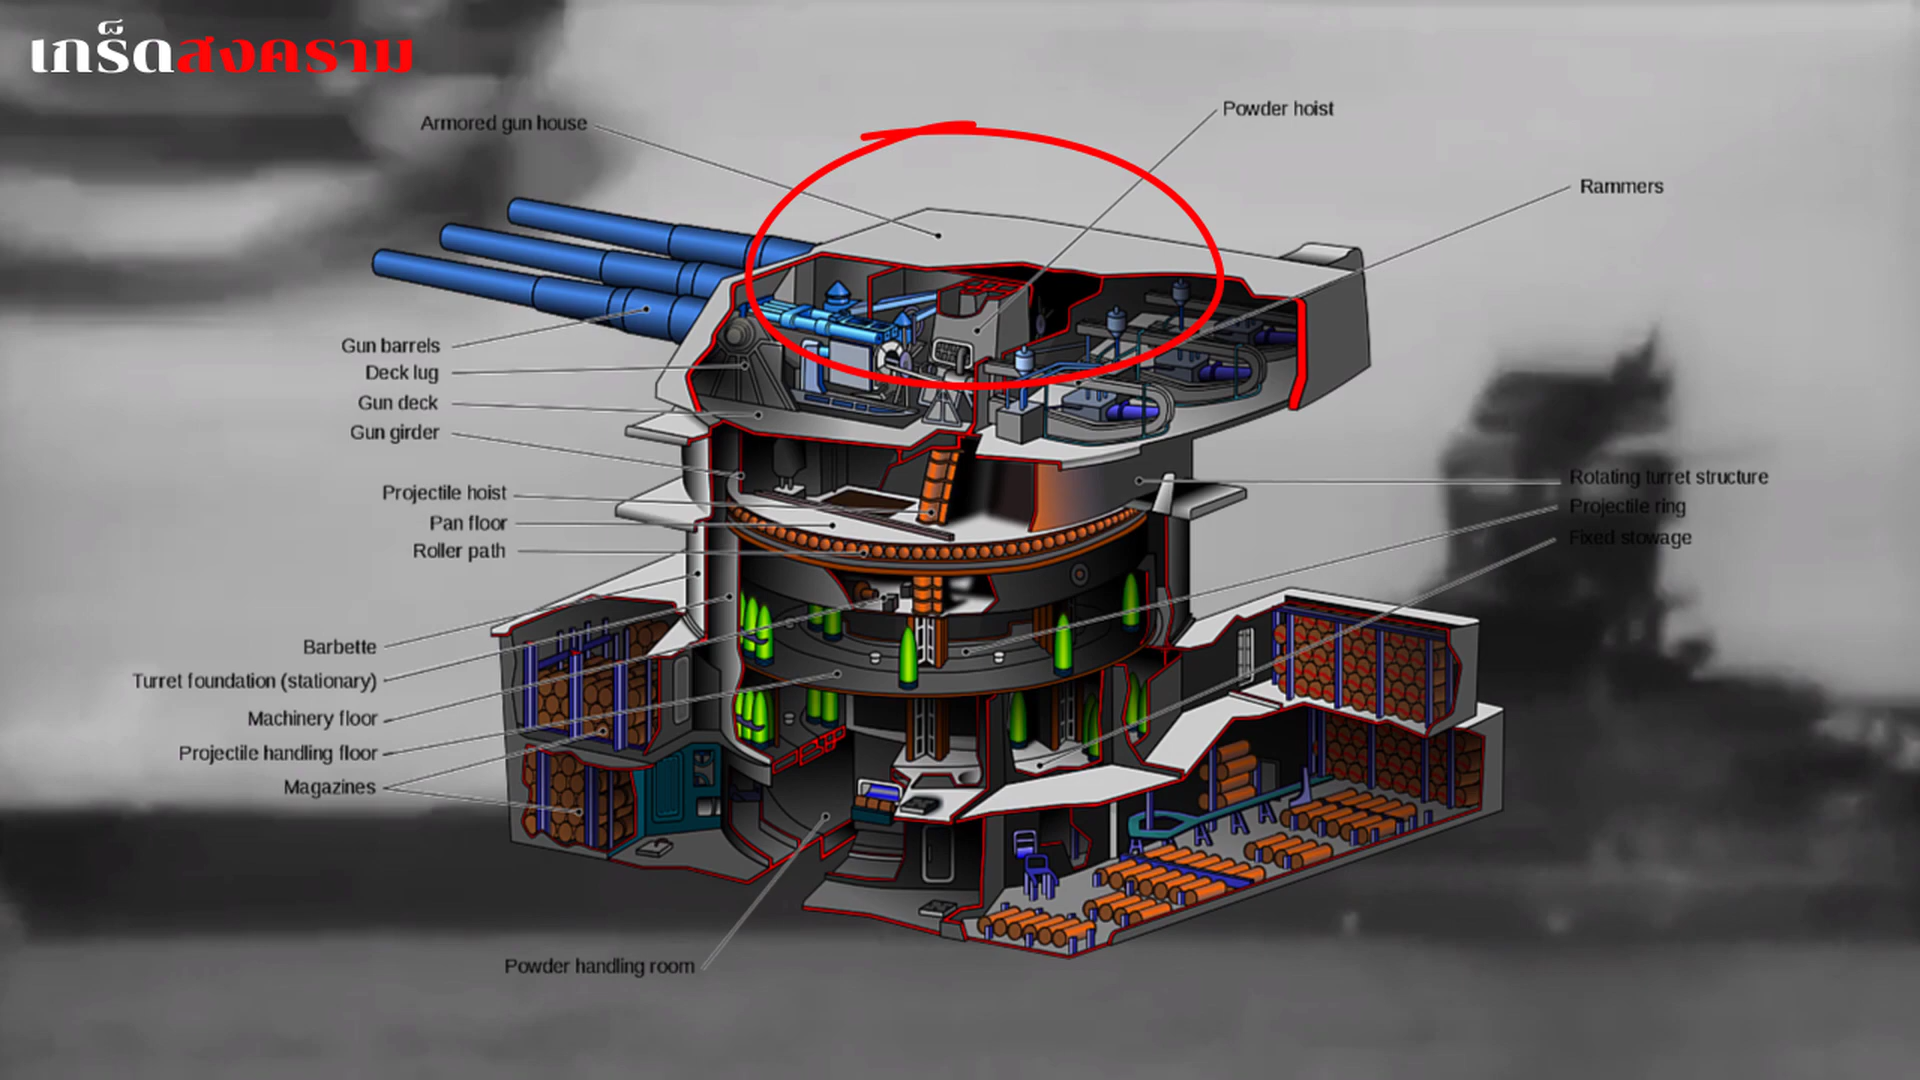 เกร็ดสงคราม
Armored gun house
Powder hoist
Rammers
Gun barrels
Deck lug
Gun deck
Gun girder
Projectile hoist
Pan floor
Roller path
Rotating turret structure
Projectile ring
Fixed stowage
Barbette
Turret foundation (stationary)
Machinery floor
Projectile handling floor
Magazines
Powder handling room